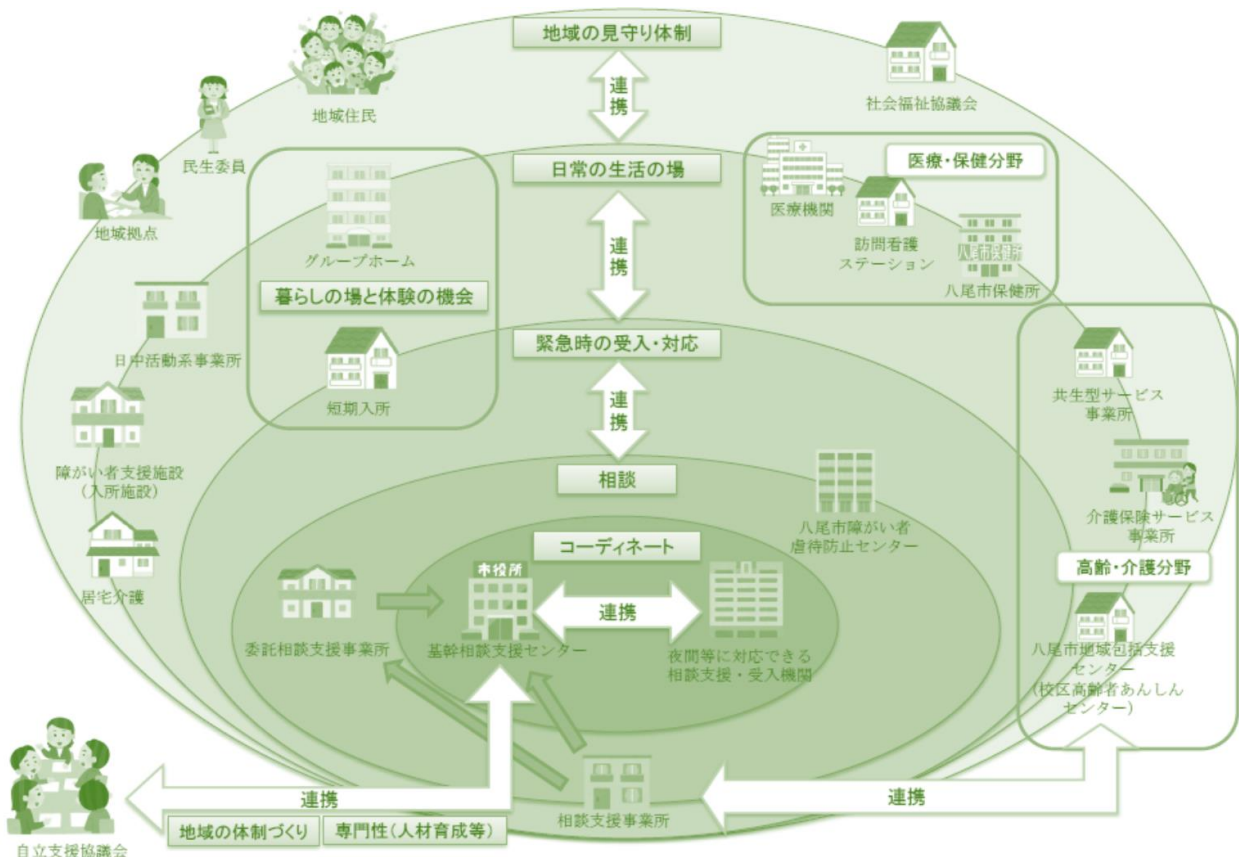 地域の見守り体制
連携
地域住民
社会福祉協議会
民生委員
日常の生活の場
医療・保健分野
医療機関
地域拠点
訪問看護
ステーション
連携
グループホーム
八尾市保健所
八尾市保健所
暮らしの場と体験の機会
緊急時の受入・対応
日中活動系事業所
短期入所
連携
共生型サービス
事業所
障がい者支援施設
(入所施設)
相談
八尾市障がい者
虐待防止センター
介護保険サービス
事業所
コーディネート
高齢・介護分野
市役所
居宅介護
連携
委託相談支援事業所
基幹相談支援センター
夜間等に対応できる
相談支援・受入機関
八尾市地域包括支援
センター
(校区高齢者あんしん
センター)
連携
相談支援事業所
連携
地域の体制づくり
専門性(人材育成等)
自立支援協議会